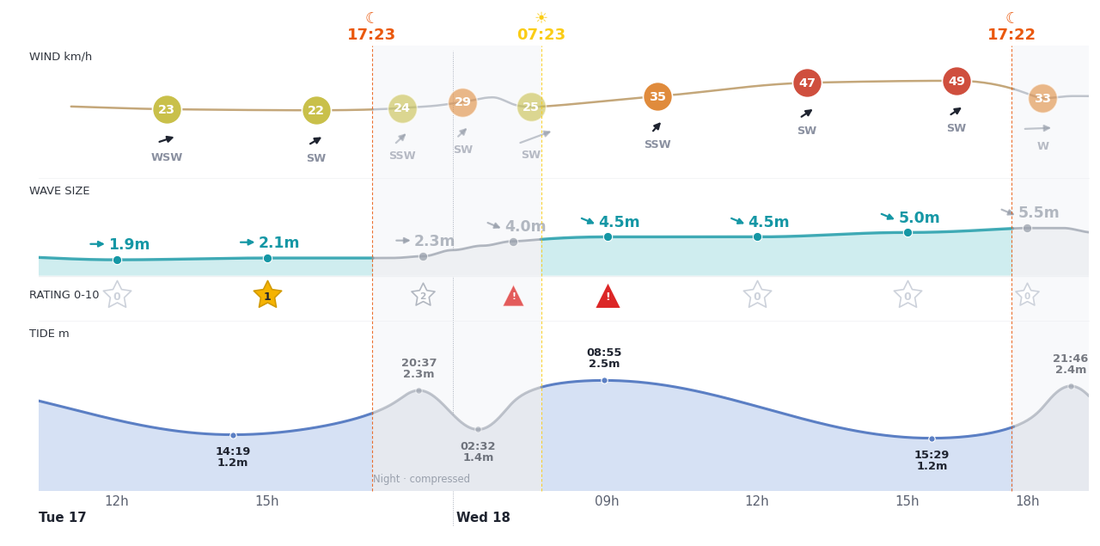 17:23
07:23
17:22
WIND km/h
23
22
24
29
25
35
47
49
33
WSW
SW
SSW
SW
SW
SSW
SW
SW
W
WAVE SIZE
1.9m
2.1m
2.3m
4.0m
4.5m
4.5m
5.0m
5.5m
RATING 0-10
0
1
2
!
!
0
0
0
TIDE m
20:37
2.3m
08:55
2.5m
21:46
2.4m
14:19
1.2m
02:32
1.4m
15:29
1.2m
Night · compressed
12h
15h
09h
12h
15h
18h
Tue 17
Wed 18